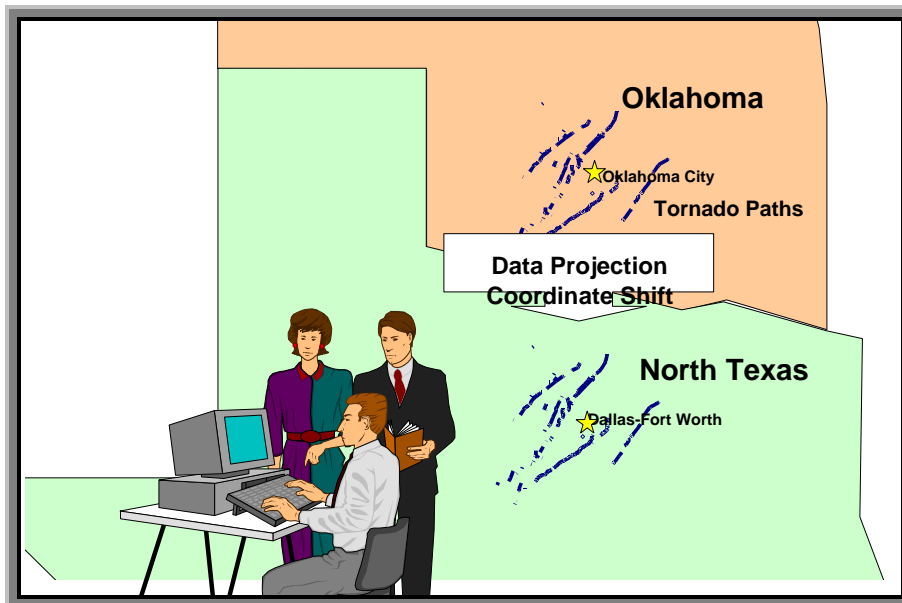 Oklahoma
Oklahoma City
Tornado Paths
Data Projection
Coordinate Shift
North Texas
Dallas-Fort Worth